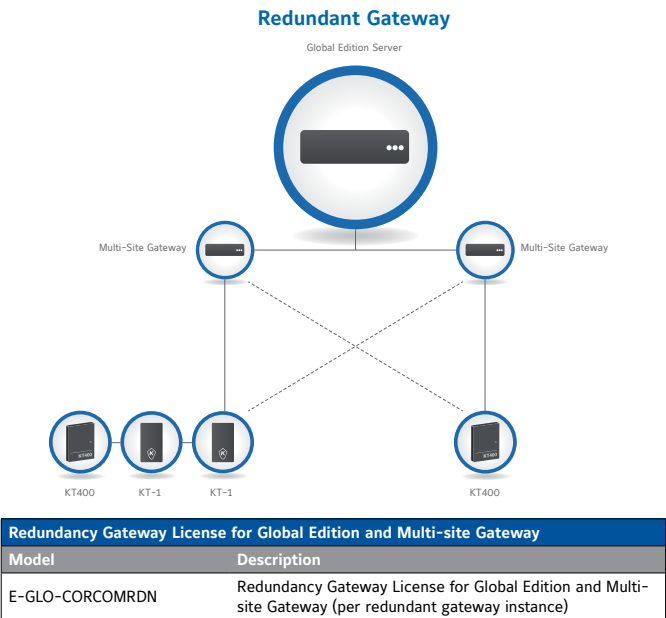 Redundant Gateway
Global Edition Server
Multi-Site Gateway
Multi-Site Gateway
KT400
K
K
KT400
KT400
KT-1
KT-1
KT400
Redundancy Gateway License for Global Edition and Multi-site Gateway
Model Description
E-GLO-CORCOMRDN Redundancy Gateway License for Global Edition and Multi-
site Gateway (per redundant gateway instance)